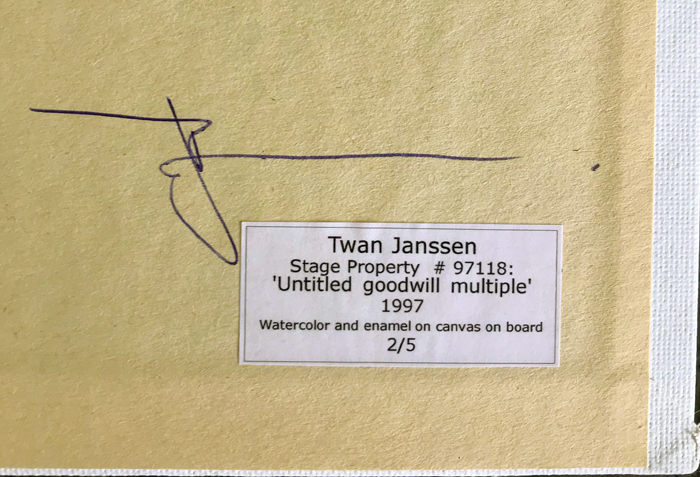 Twan Janssen
Stage Property # 97118:
'Untitled goodwill multiple'
1997
Watercolor and enamel on canvas on board
2/5